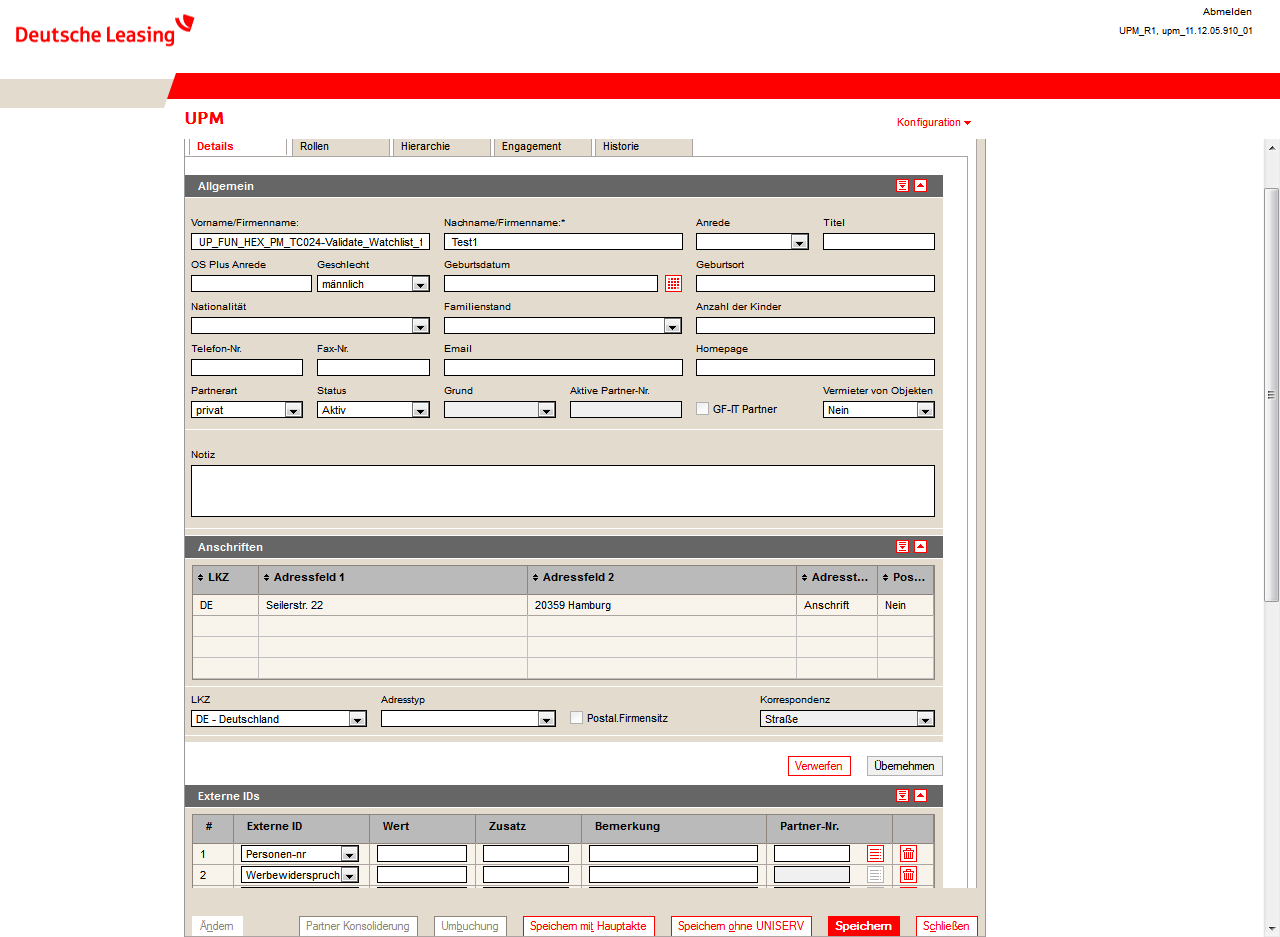 Deutsche Leasing
Abmelden
UPM_R1, upm_11.12.05.910_01
UPM
Konfiguration
Details Rollen Hierarchie Engagement Historie
Allgemein
Vorname/Firmenname: Nachname/Firmenname:* Anrede Titel
UP_FUN_HEX_PM_TC024-Validate_Watchlist_f Test1
OS Plus Anrede Geschlecht Geburtsdatum Geburtsort
männlich
Nationalität Familienstand Anzahl der Kinder
Telefon-Nr. Fax-Nr. Email Homepage
Partnerart Status Grund Aktive Partner-Nr. Vermieter von Objekten
privat Aktiv GF-IT Partner Nein
Notiz
Anschriften
LKZ Adressfeld 1 Adressfeld 2 Adresst... Pos...
DE Seilerstr. 22 20359 Hamburg Anschrift Nein
LKZ Adresstyp Korrespondenz
DE - Deutschland Postal.Firmensitz Straße
Verwerfen Übernehmen
Externe IDs
# Externe ID Wert Zusatz Bemerkung Partner-Nr.
1 Personen-nr
2 Werbewiderspruch
Ändern Partner Konsolidierung Umbuchung Speichern mit Hauptakte Speichern ohne UNISERV Speichern Schließen